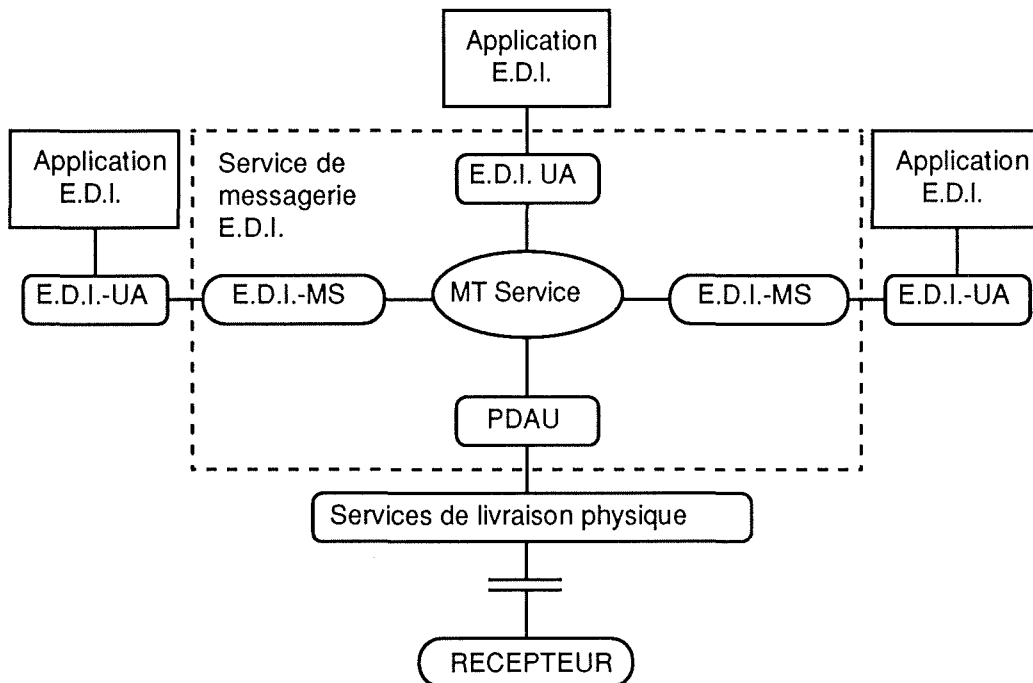 Application
E.D.I.
Application
E.D.I.
Service de
messagerie
E.D.I.
E.D.I. UA
Application
E.D.I.
E.D.I.-UA
E.D.I.-MS
MT Service
E.D.I.-MS
E.D.I.-UA
PDAU
Services de livraison physique
RECEPTEUR